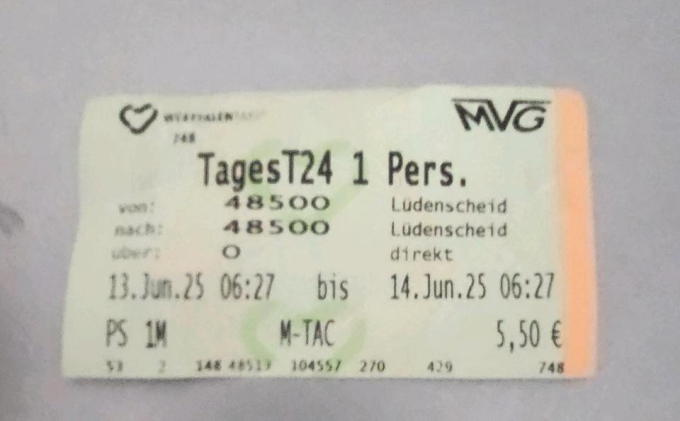 WESTFALENTARIF MVG
748
TagesT24 1 Pers.
von: 48500 Lüdenscheid
nach: 48500 Lüdenscheid
über: 0 direkt
13.Jun.25 06:27 bis 14.Jun.25 06:27
PS 1M M-TAC 5,50 €
53 2 148 48513 104557 270 429 748